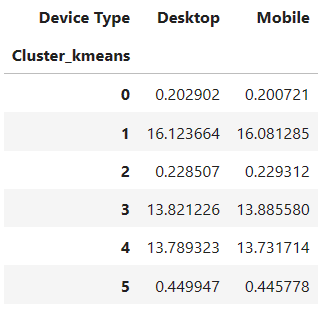 Device Type Desktop Mobile
Cluster_kmeans
0 0.202902 0.200721
1 16.123664 16.081285
2 0.228507 0.229312
3 13.821226 13.885580
4 13.789323 13.731714
5 0.449947 0.445778